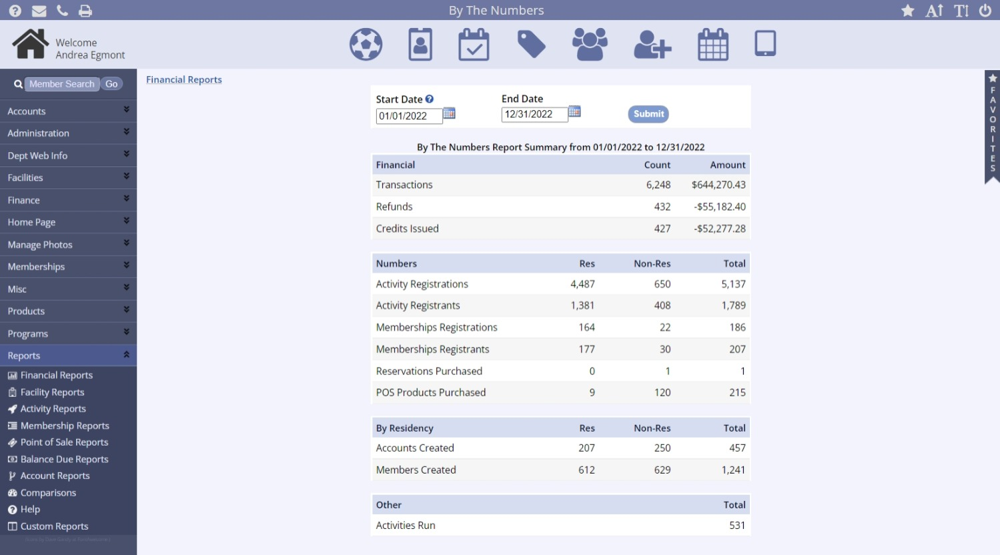 By The Numbers
Welcome
Andrea Egmont
Member Search Go
Accounts
Administration
Dept Web Info
Facilities
Finance
Home Page
Manage Photos
Memberships
Misc
Products
Programs
Reports
Financial Reports
Facility Reports
Activity Reports
Membership Reports
Point of Sale Reports
Balance Due Reports
Account Reports
Comparisons
Help
Custom Reports
Financial Reports
Start Date End Date
01/01/2022 12/31/2022 Submit
By The Numbers Report Summary from 01/01/2022 to 12/31/2022
Financial Count Amount
Transactions 6,248 $644,270.43
Refunds 432 -$55,182.40
Credits Issued 427 -$52,277.28
Numbers Res Non-Res Total
Activity Registrations 4,487 650 5,137
Activity Registrants 1,381 408 1,789
Memberships Registrations 164 22 186
Memberships Registrants 177 30 207
Reservations Purchased 0 1 1
POS Products Purchased 9 120 215
By Residency Res Non-Res Total
Accounts Created 207 250 457
Members Created 612 629 1,241
Other Total
Activities Run 531
FAVORITES